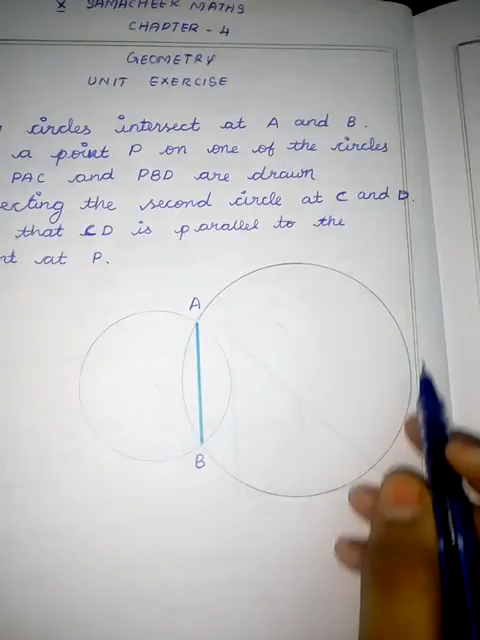 X SAMACHEER MATHS
CHAPTER - 4
GEOMETRY
UNIT EXERCISE
circles intersect at A and B.
a point P on one of the circles
PAC and PBD are drawn
ecting the second circle at C and D.
that CD is parallel to the
nt at P.
A
B